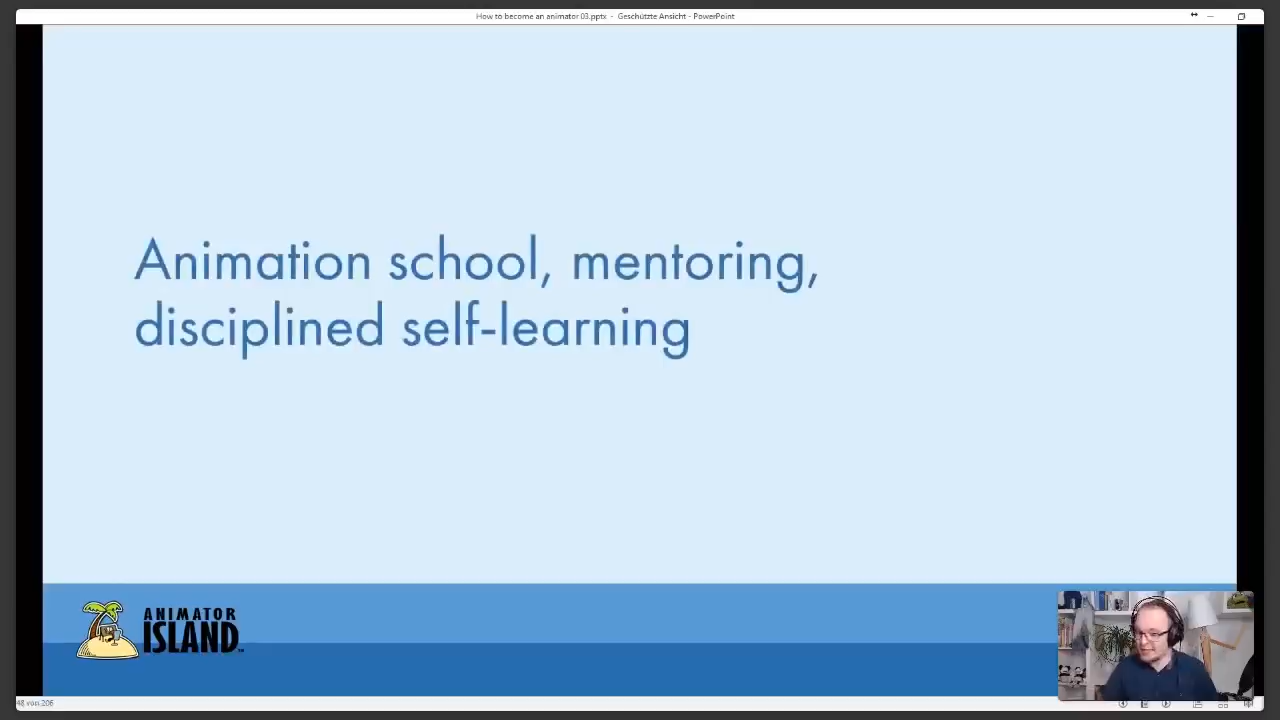 How to become an animator 03.pptx - Geschützte Ansicht - PowerPoint
Animation school, mentoring,
disciplined self-learning
ANIMATOR
ISLAND
48 von 206